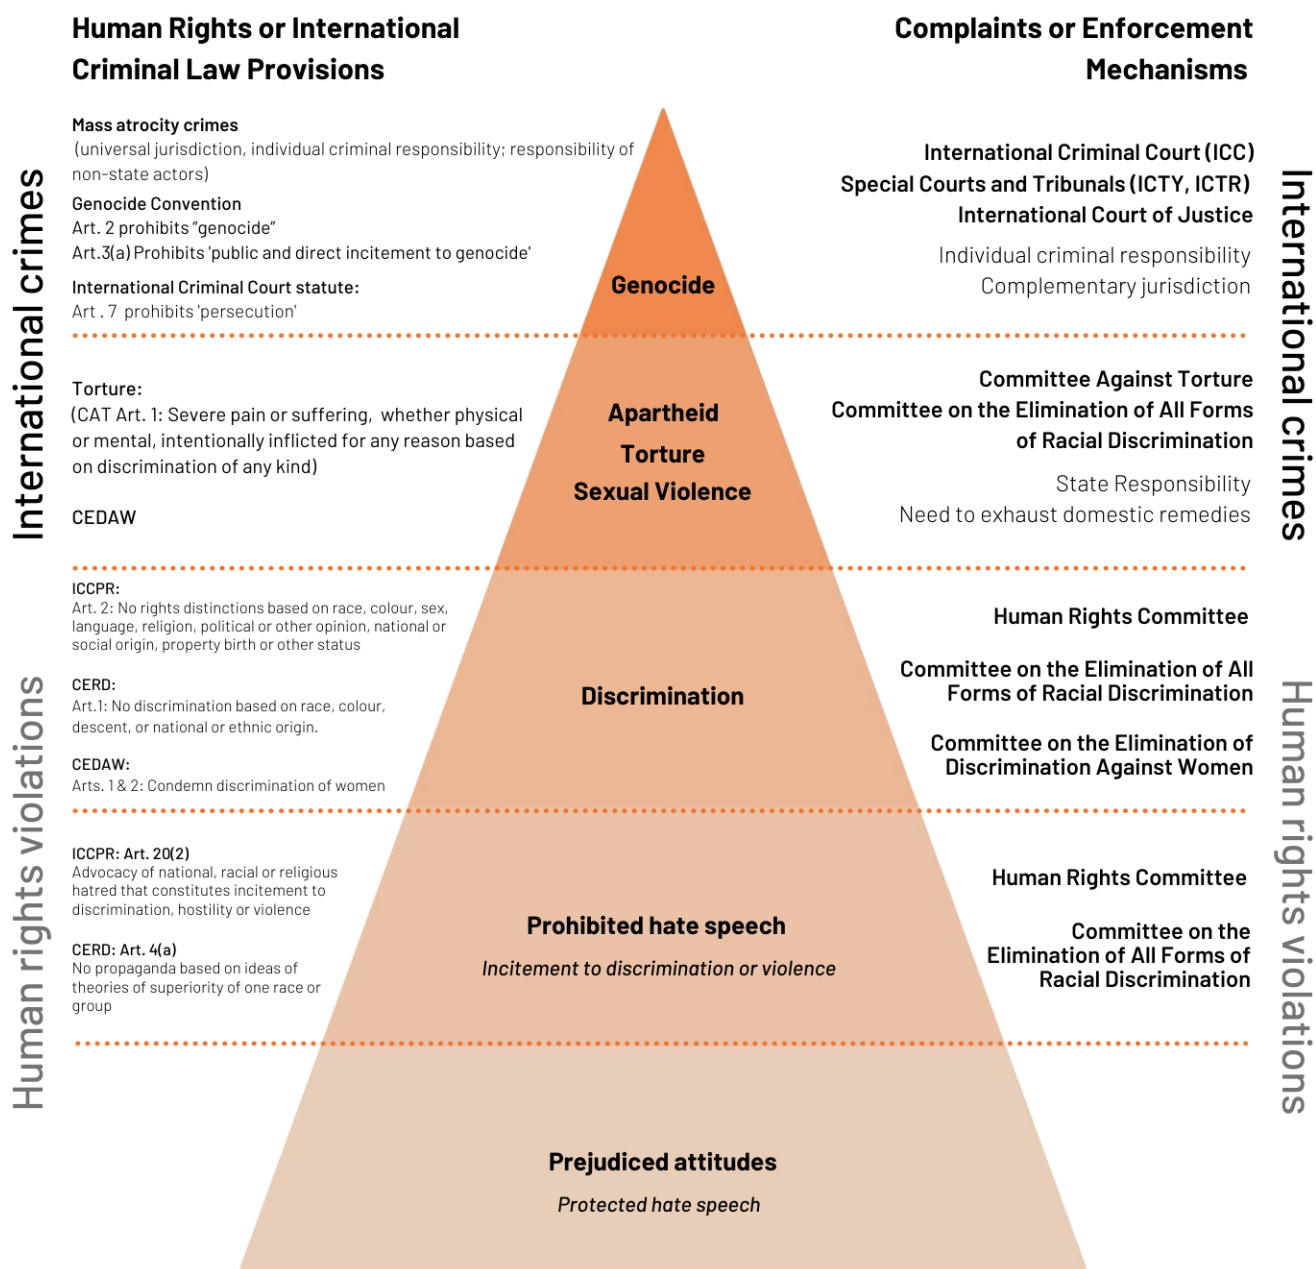 Human Rights or International
Criminal Law Provisions
Complaints or Enforcement
Mechanisms
International crimes
Mass atrocity crimes
(universal jurisdiction, individual criminal responsibility; responsibility of
non-state actors)
Genocide Convention
Art. 2 prohibits “genocide”
Art.3(a) Prohibits 'public and direct incitement to genocide'
International Criminal Court statute:
Art . 7 prohibits 'persecution'
Genocide
International Criminal Court (ICC)
Special Courts and Tribunals (ICTY, ICTR)
International Court of Justice
Individual criminal responsibility
Complementary jurisdiction
International crimes
Torture:
(CAT Art. 1: Severe pain or suffering, whether physical
or mental, intentionally inflicted for any reason based
on discrimination of any kind)
CEDAW
Apartheid
Torture
Sexual Violence
Committee Against Torture
Committee on the Elimination of All Forms
of Racial Discrimination
State Responsibility
Need to exhaust domestic remedies
Human rights violations
ICCPR:
Art. 2: No rights distinctions based on race, colour, sex,
language, religion, political or other opinion, national or
social origin, property birth or other status
CERD:
Art.1: No discrimination based on race, colour,
descent, or national or ethnic origin.
CEDAW:
Arts. 1 & 2: Condemn discrimination of women
Discrimination
Human Rights Committee
Committee on the Elimination of All
Forms of Racial Discrimination
Committee on the Elimination of
Discrimination Against Women
Human rights violations
ICCPR: Art. 20(2)
Advocacy of national, racial or religious
hatred that constitutes incitement to
discrimination, hostility or violence
CERD: Art. 4(a)
No propaganda based on ideas of
theories of superiority of one race or
group
Prohibited hate speech
Incitement to discrimination or violence
Human Rights Committee
Committee on the
Elimination of All Forms of
Racial Discrimination
Prejudiced attitudes
Protected hate speech